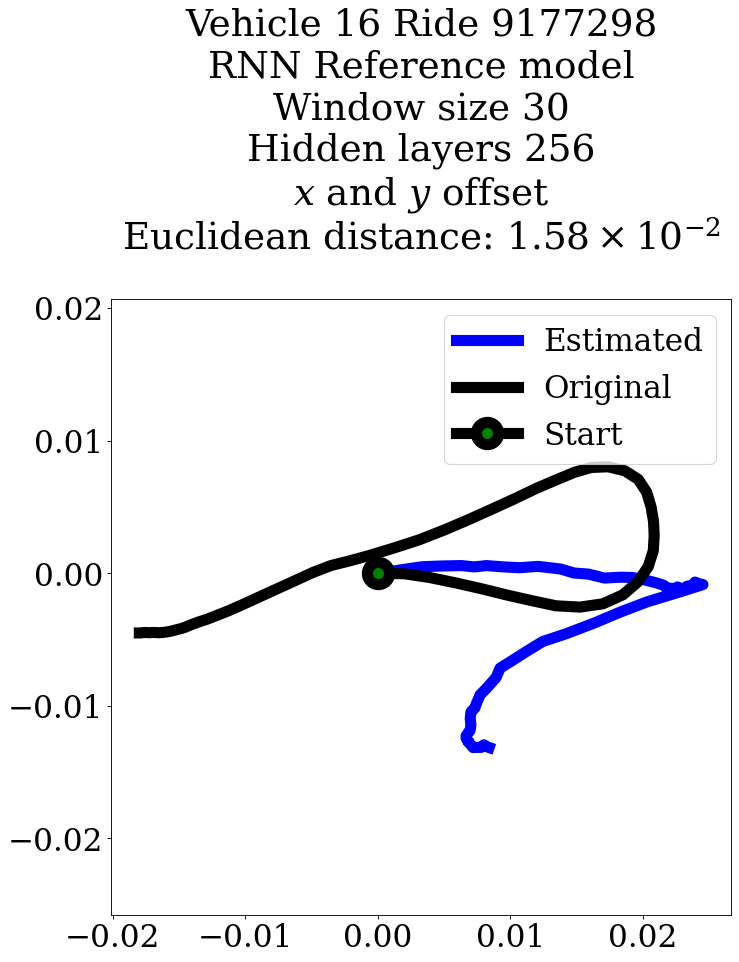 Vehicle 16 Ride 9177298
RNN Reference model
Window size 30
Hidden layers 256
x and y offset
Euclidean distance: 1.58 × 10⁻²
0.02
Estimated
Original
Start
0.01
0.00
−0.01
−0.02
−0.02 −0.01 0.00 0.01 0.02